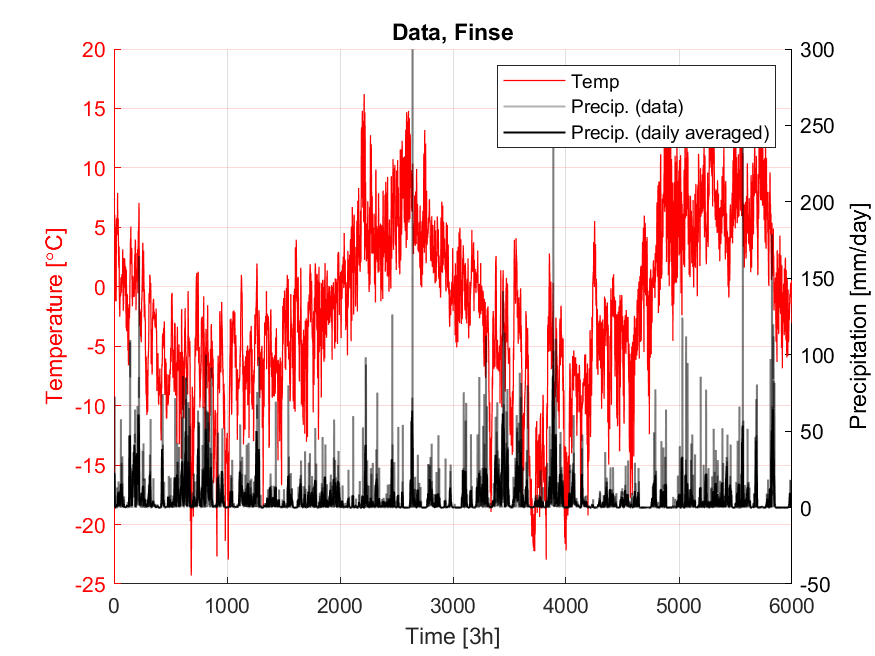 Data, Finse
Temp
Precip. (data)
Precip. (daily averaged)
20
15
10
5
0
-5
-10
-15
-20
-25
Temperature [°C]
300
250
200
150
100
50
0
-50
Precipitation [mm/day]
0 1000 2000 3000 4000 5000 6000
Time [3h]